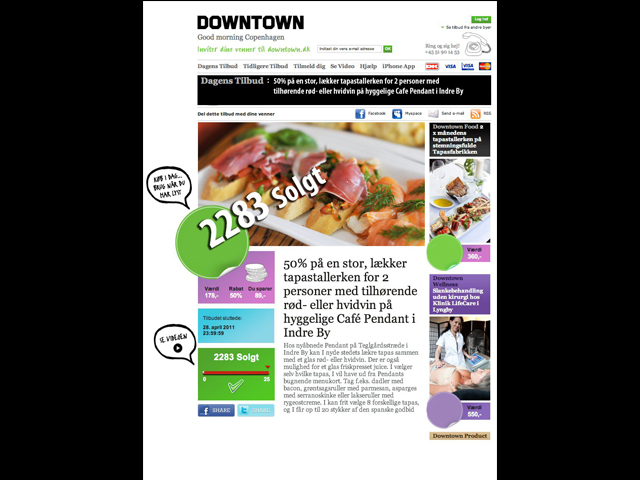 DOWNTOWN
Good morning Copenhagen
Inviter dine venner til downtown.dk
Indtast din vens e-mail adresse
OK
Log ind
Se tilbud fra andre byer
Ring og sig hej!
+45 51 90 14 53
Dagens Tilbud
Tidligere Tilbud
Tilmeld dig
Se Video
Hjælp
iPhone App
VISA
VISA
Dagens Tilbud :
50% på en stor, lækker tapastallerken for 2 personer med
tilhørende rød- eller hvidvin på hyggelige Cafe Pendant i Indre By
Del dette tilbud med dine venner
Facebook
Myspace
Send e-mail
RSS
KØB I DAG...
BRUG NÅR DU
HAR LYST
2283 Solgt
Værdi
Rabat
Du sparer
178,-
50%
89,-
Tilbudet sluttede:
28. april 2011
23:59:59
SE VIDEOEN
2283 Solgt
0
25
SHARE
SHARE
50% på en stor, lækker
tapastallerken for 2
personer med tilhørende
rød- eller hvidvin på
hyggelige Café Pendant i
Indre By
Hos nyåbnede Pendant på Teglgårdsstræde i
Indre By kan I nyde stedets lækre tapas sammen
med et glas rød- eller hvidvin. Der er også
mulighed for et glas friskpresset juice. I vælger
selv hvilke tapas, I vil have ud fra Pendants
bugnende menukort. Tag f.eks. dadler med
bacon, grøntsagsruller med parmesan, asparges
med serranoskinke eller lakseruller med
rygeostcreme. I kan frit vælge 8 forskellige tapas,
og I får op til 20 stykker af den spanske godbid
Downtown Food 2 x
2 måneders
tapastallerken på
stemningsfulde
Tapasfabrikken
Værdi
360,-
Downtown
Wellness
Slankebehandling
uden kirurgi hos
Klinik LifeCare i
Lyngby
Værdi
550,-
Downtown Product